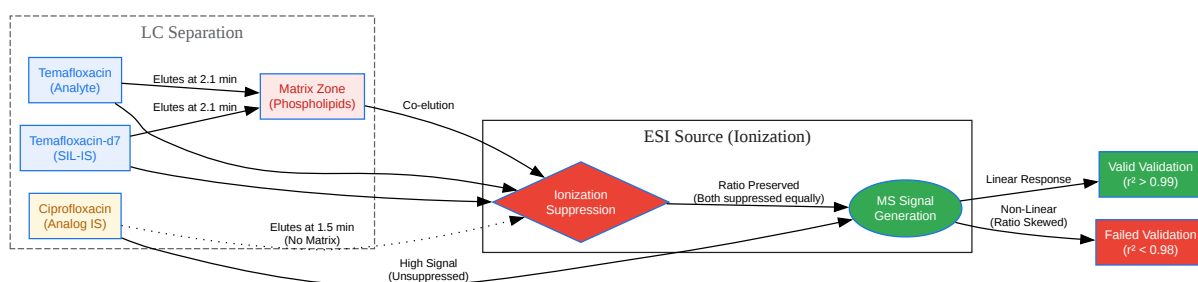 LC Separation
Temafloxacin
(Analyte)
Elutes at 2.1 min
Matrix Zone
(Phospholipids)
Elutes at 2.1 min
Temafloxacin-d7
(SIL-IS)
Ciprofloxacin
(Analog IS)
Elutes at 1.5 min
(No Matrix)
Co-elution
High Signal
(Unsuppressed)
ESI Source (Ionization)
Ionization
Suppression
Ratio Preserved
(Both suppressed equally)
MS Signal
Generation
Linear Response
Non-Linear
(Ratio Skewed)
Valid Validation
(r² > 0.99)
Failed Validation
(r² < 0.98)